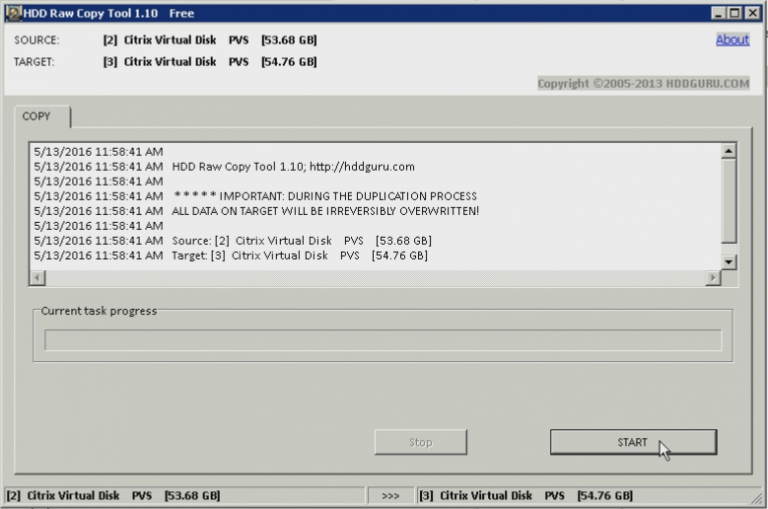 HDD Raw Copy Tool 1.10   Free
SOURCE: [2] Citrix Virtual Disk PVS [53.68 GB] About
TARGET: [3] Citrix Virtual Disk PVS [54.76 GB]
Copyright ©2005-2013 HDDGURU.COM
COPY
5/13/2016 11:58:41 AM
5/13/2016 11:58:41 AM HDD Raw Copy Tool 1.10; http://hddguru.com
5/13/2016 11:58:41 AM
5/13/2016 11:58:41 AM * * * * * IMPORTANT: DURING THE DUPLICATION PROCESS
5/13/2016 11:58:41 AM ALL DATA ON TARGET WILL BE IRREVERSIBLY OVERWRITTEN!
5/13/2016 11:58:41 AM
5/13/2016 11:58:41 AM Source: [2] Citrix Virtual Disk PVS [53.68 GB]
5/13/2016 11:58:41 AM Target: [3] Citrix Virtual Disk PVS [54.76 GB]
Current task progress
Stop START
[2] Citrix Virtual Disk PVS [53.68 GB] >>> [3] Citrix Virtual Disk PVS [54.76 GB]